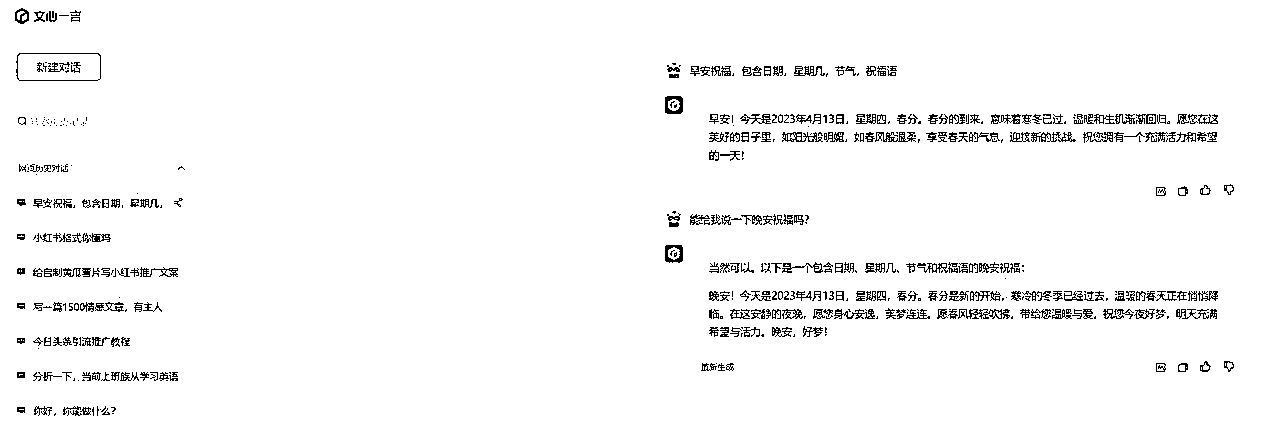 文心一言
新建对话
早安祝福，包含日期，星期几，
小红书格式你懂吗
给自制黄瓜薯片写小红书推广文案
写一篇1500情感文章，有主人
今日头条引流推广教程
分析一下，当前上班族从学习英语
你好，你能做什么？
早安祝福，包含日期，星期几，节气，祝福语
早安！今天是2023年4月13日，星期四，春分。春分的到来，意味着寒冬已过，温暖和生机渐渐回归。愿您在这
美好的日子里，如阳光般明媚，如春风般温柔，享受春天的气息，迎接新的挑战。祝您拥有一个充满活力和希望
的一天！
能给我说一下晚安祝福吗？
当然可以。以下是一个包含日期、星期几、节气和祝福语的晚安祝福：
晚安！今天是2023年4月13日，星期四，春分。春分是新的开始，寒冷的冬季已经过去，温暖的春天正在悄悄降
临。在这安静的夜晚，愿您身心安逸，美梦连连。愿春风轻轻吹拂，带给您温暖与爱，祝您今夜好梦，明天充满
希望与活力。晚安，好梦！
重新生成